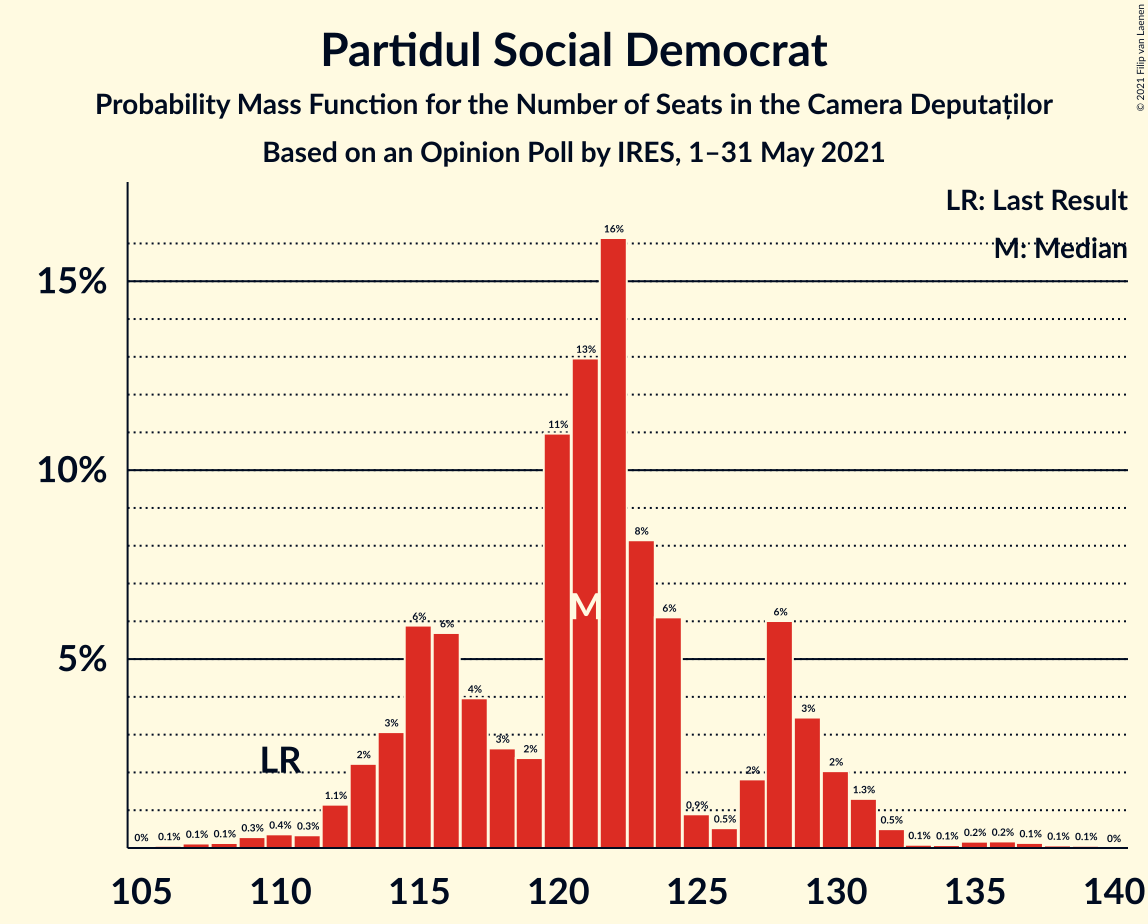 Partidul Social Democrat
Probability Mass Function for the Number of Seats in the Camera Deputaților
Based on an Opinion Poll by IRES, 1–31 May 2021
© 2021 Filip van Laenen
LR: Last Result
M: Median
15%
10%
5%
LR
M
0% 0.1% 0.1% 0.1% 0.3% 0.4% 0.3% 1.1% 2% 3% 6% 6% 4% 3% 2% 11% 13% 16% 8% 6% 0.9% 0.5% 2% 6% 3% 2% 1.3% 0.5% 0.1% 0.1% 0.2% 0.2% 0.1% 0.1% 0.1% 0%
105 110 115 120 125 130 135 140